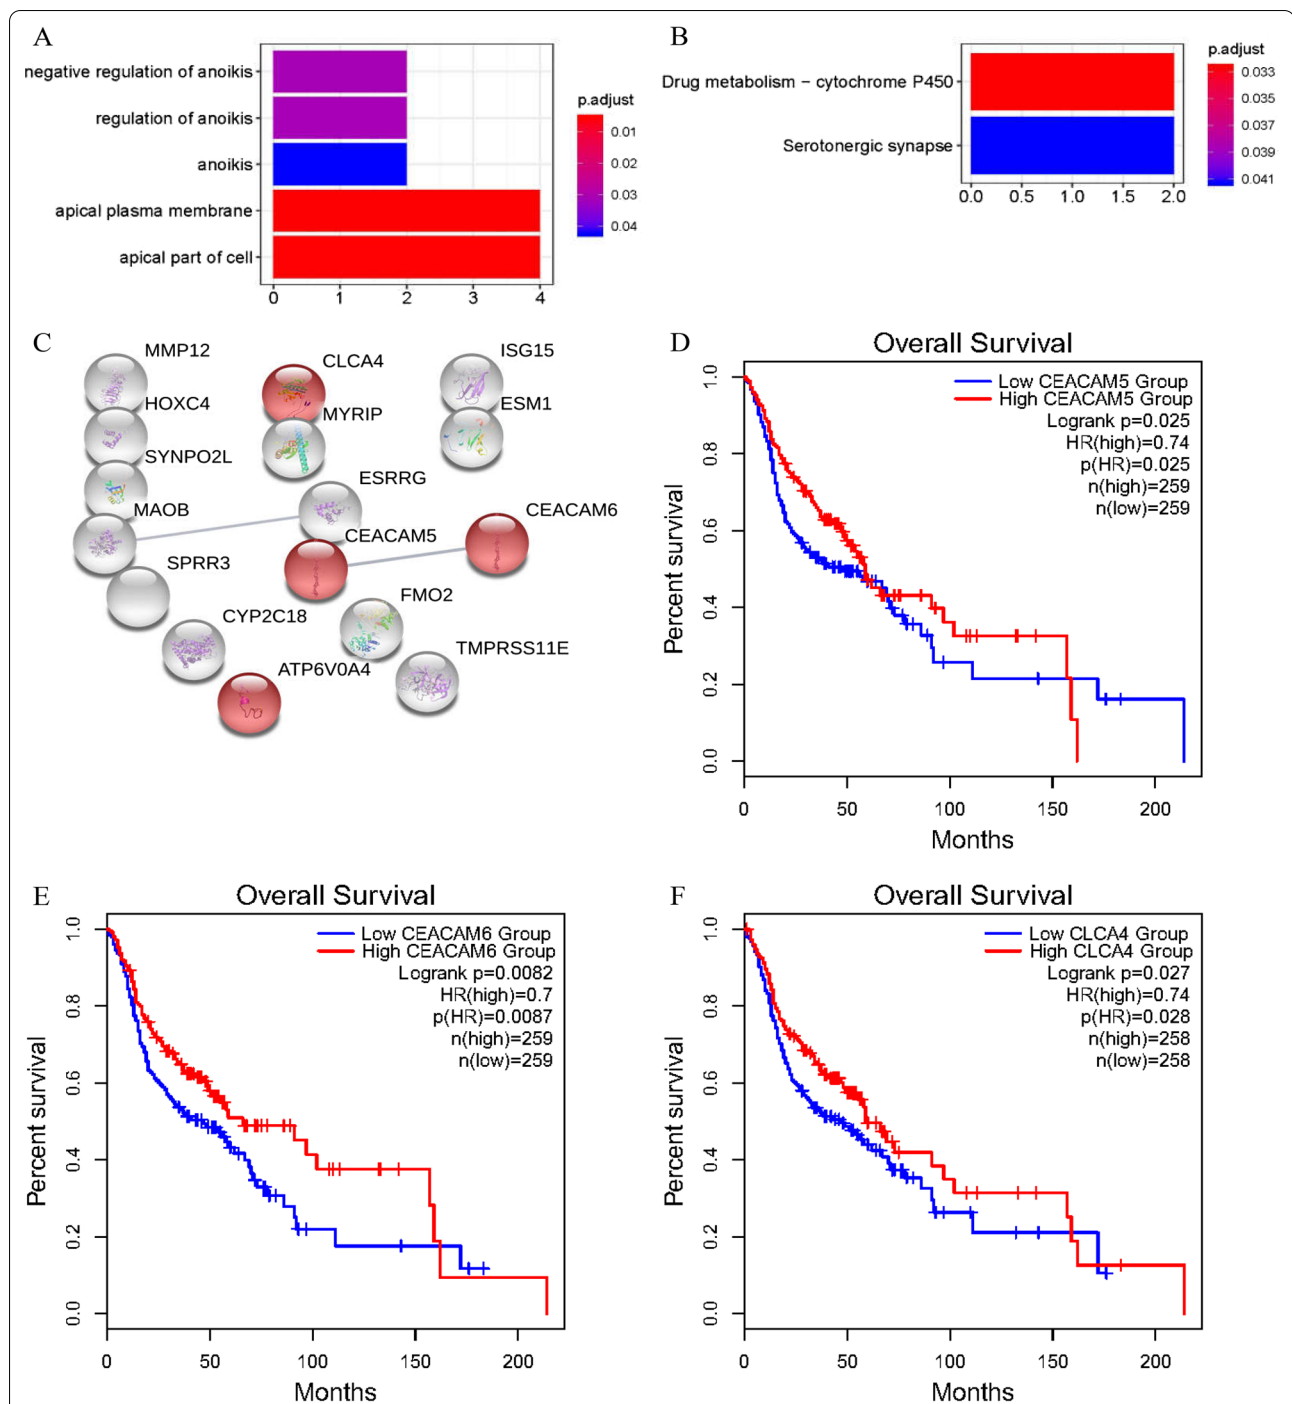 A
negative regulation of anoikis
regulation of anoikis
anoikis
apical plasma membrane
apical part of cell
0 1 2 3 4
p.adjust
0.01
0.02
0.03
0.04
B
Drug metabolism − cytochrome P450
Serotonergic synapse
0.0 0.5 1.0 1.5 2.0
p.adjust
0.033
0.035
0.037
0.039
0.041
C
MMP12
CLCA4
ISG15
HOXC4
MYRIP
ESM1
SYNPO2L
ESRRG
MAOB
CEACAM5
CEACAM6
SPRR3
FMO2
CYP2C18
TMPRSS11E
ATP6V0A4
D
Overall Survival
Low CEACAM5 Group
High CEACAM5 Group
Logrank p=0.025
HR(high)=0.74
p(HR)=0.025
n(high)=259
n(low)=259
Percent survival
1.0
0.8
0.6
0.4
0.2
0.0
0 50 100 150 200
Months
E
Overall Survival
Low CEACAM6 Group
High CEACAM6 Group
Logrank p=0.0082
HR(high)=0.7
p(HR)=0.0087
n(high)=259
n(low)=259
Percent survival
1.0
0.8
0.6
0.4
0.2
0.0
0 50 100 150 200
Months
F
Overall Survival
Low CLCA4 Group
High CLCA4 Group
Logrank p=0.027
HR(high)=0.74
p(HR)=0.028
n(high)=258
n(low)=258
Percent survival
1.0
0.8
0.6
0.4
0.2
0.0
0 50 100 150 200
Months